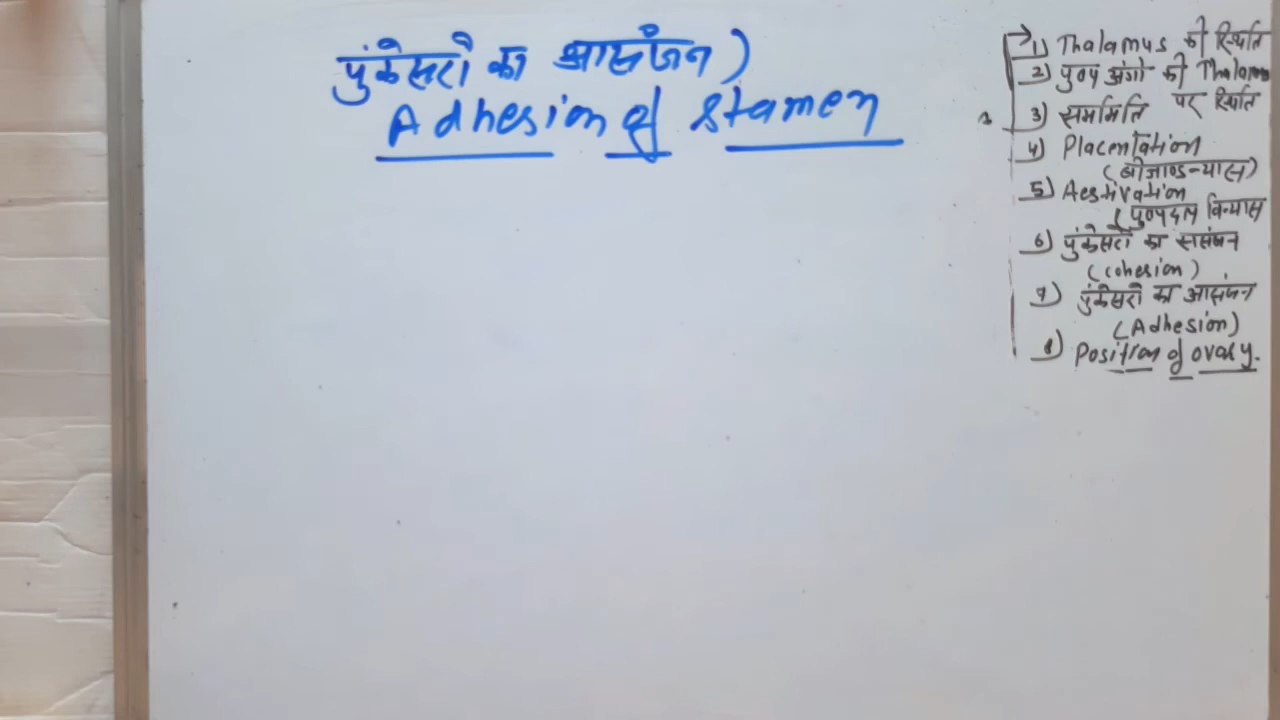 पुंकेसरो का आसंजन)
Adhesion of Stamen
1) Thalamus की स्थिति
2) पुष्प अंगो की Thalamus
पर स्थिति
3) सममिति
4) Placentation
(बीजाण्डन्यास)
5) Aestivation
(पुष्पदल विन्यास
6) पुंकेसरो का ससंजन
(cohesion)
7) पुंकेसरो का आसंजन
(Adhesion)
8) Position of ovary.